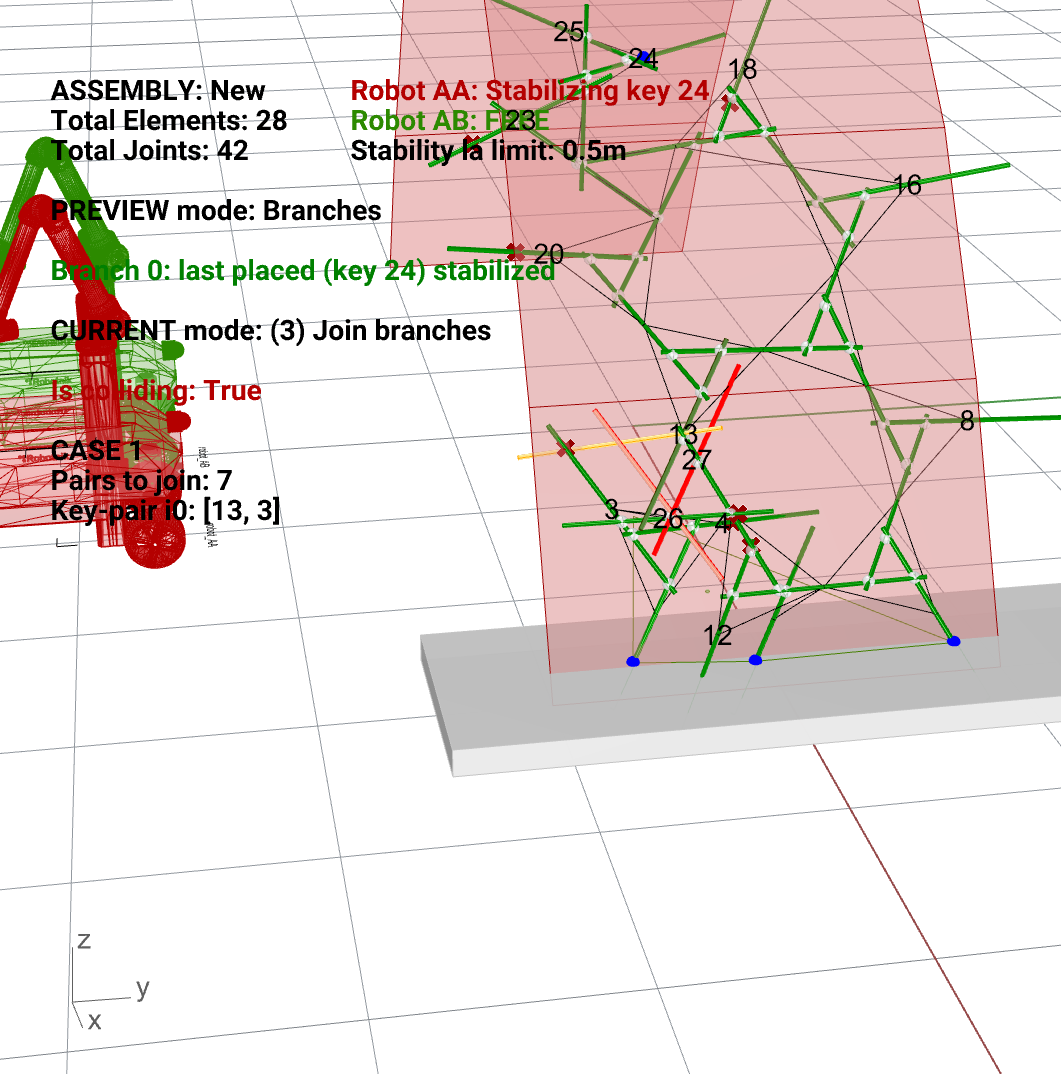 25
24
18
ASSEMBLY: New
Robot AA: Stabilizing key 24
Total Elements: 28
Robot AB: FREE
23
Total Joints: 42
Stability la limit: 0.5m
16
PREVIEW mode: Branches
20
Branch 0: last placed (key 24) stabilized
CURRENT mode: (3) Join branches
Is colliding: True
8
13
CASE 1
27
Pairs to join: 7
Key-pair i0: [13, 3]
3
26
4
12
z
y
x